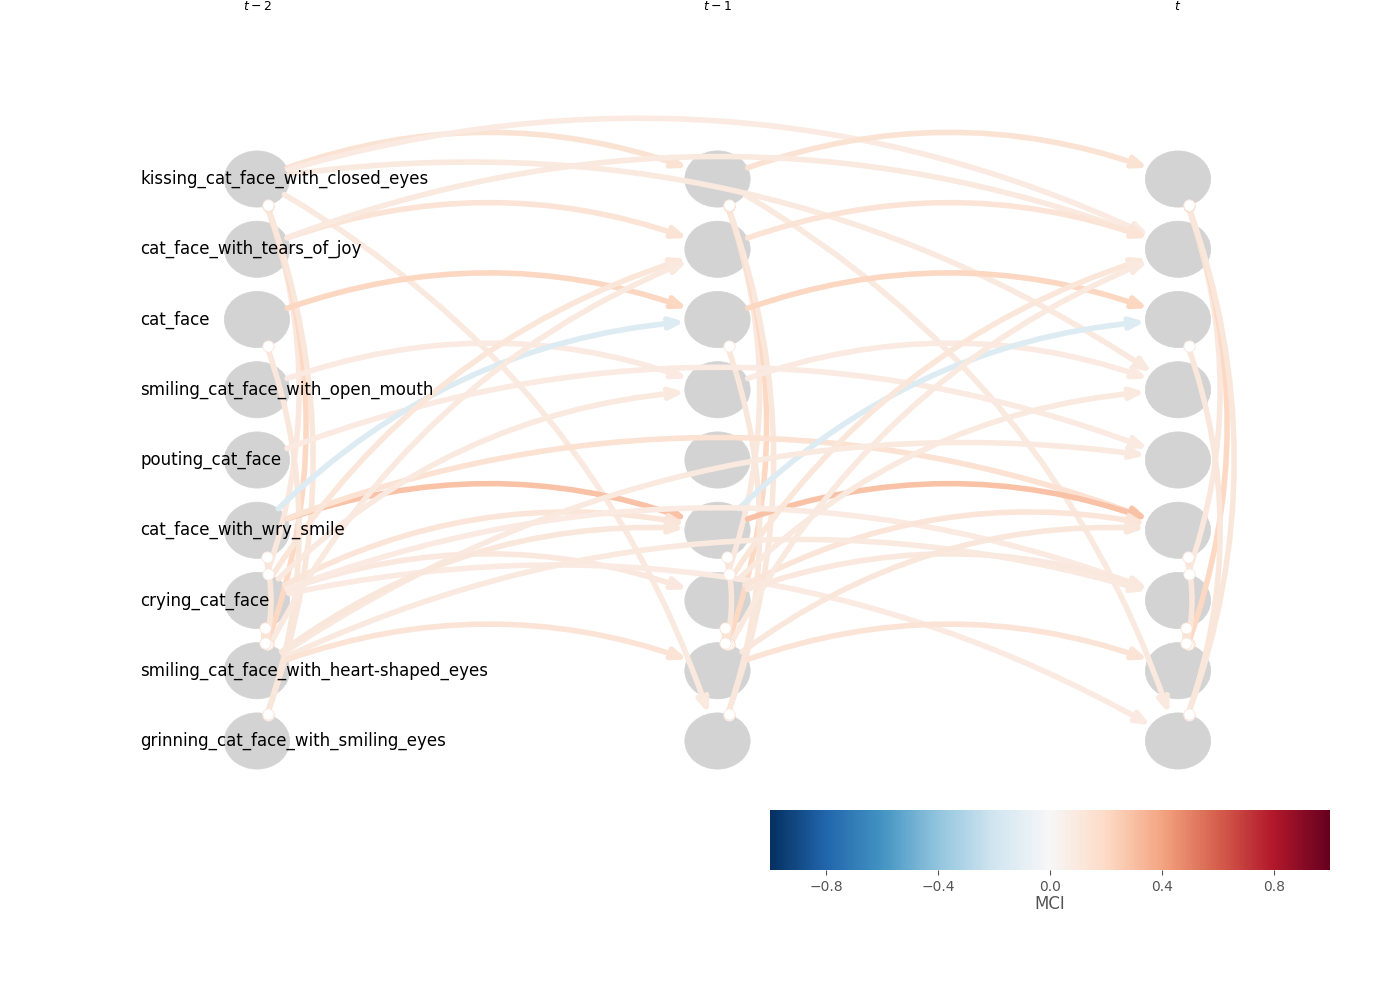 t − 2 t − 1 t
kissing_cat_face_with_closed_eyes
cat_face_with_tears_of_joy
cat_face
smiling_cat_face_with_open_mouth
pouting_cat_face
cat_face_with_wry_smile
crying_cat_face
smiling_cat_face_with_heart-shaped_eyes
grinning_cat_face_with_smiling_eyes
−0.8 −0.4 0.0 0.4 0.8
MCI